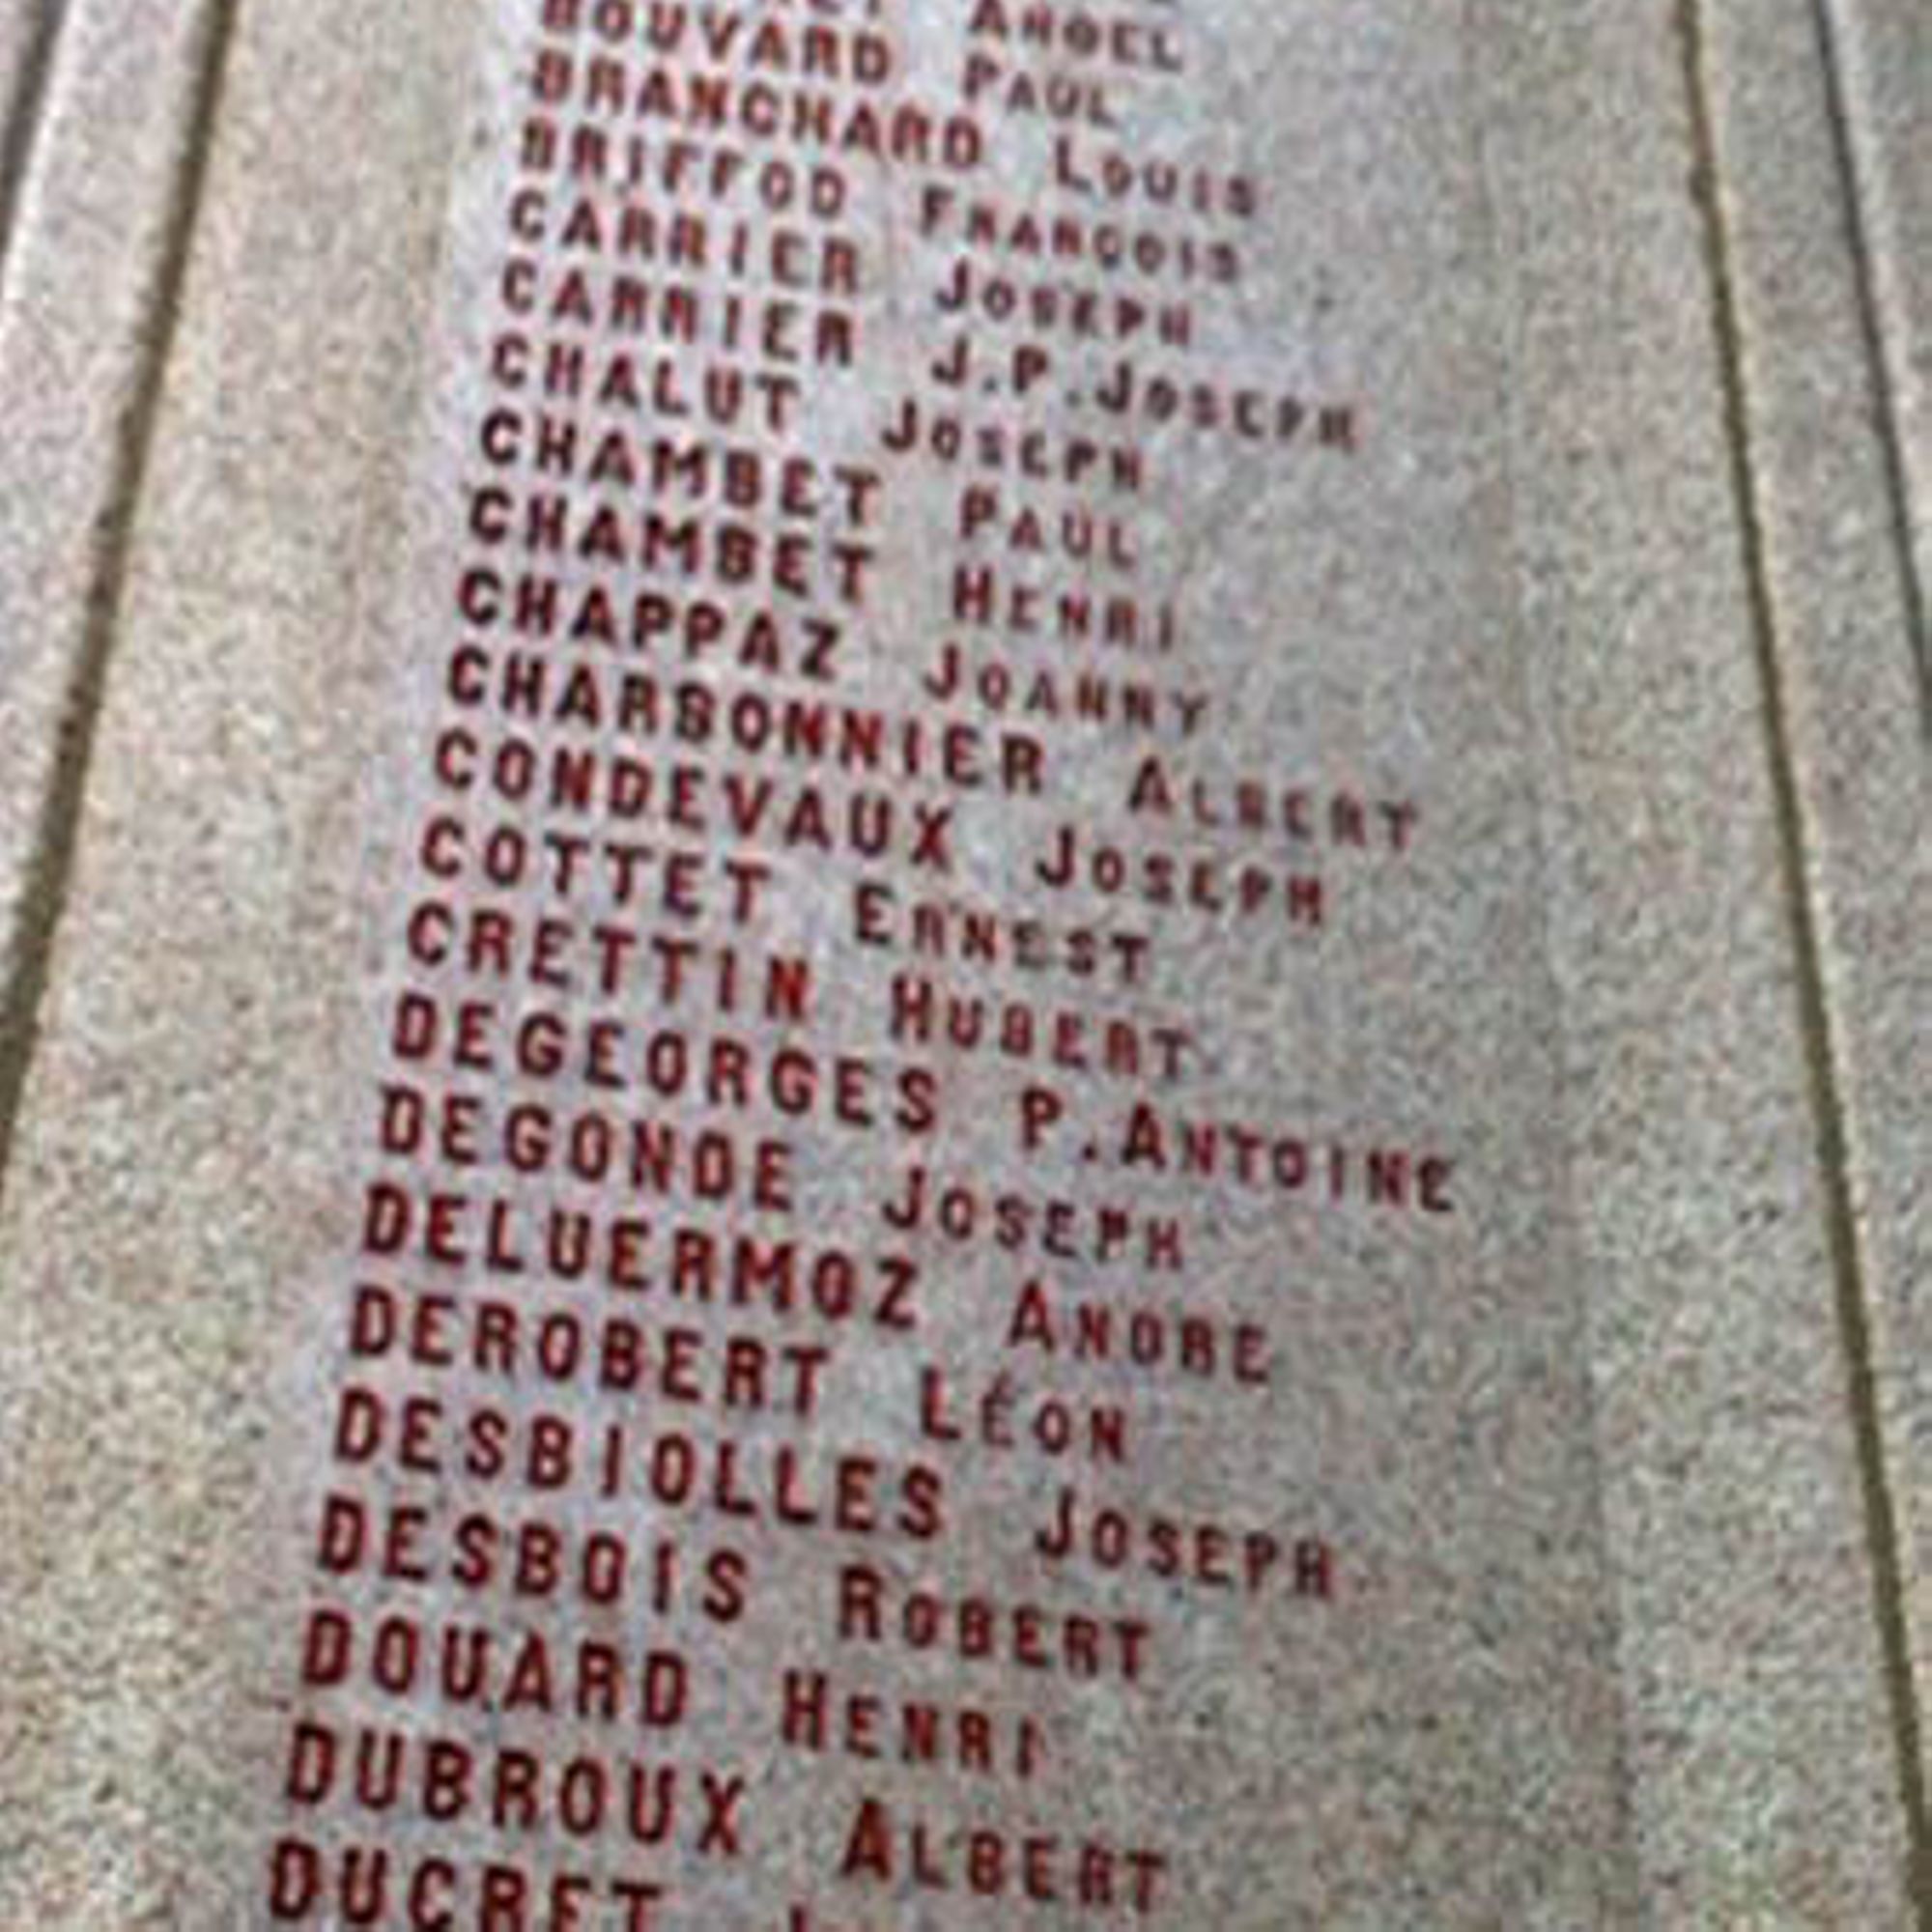 BOUVARD PAUL
BRANCHARD LOUIS
BRIFFOD FRANÇOIS
CARRIER JOSEPH
CARRIER J.P.JOSEPH
CHALUT JOSEPH
CHAMBET PAUL
CHAMBET HENRI
CHAPPAZ JOANNY
CHARBONNIER ALBERT
CONDEVAUX JOSEPH
COTTET ERNEST
CRETTIN HUBERT
DEGEORGES P.ANTOINE
DEGONDE JOSEPH
DELUERMOZ ANDRE
DEROBERT LÉON
DESBIOLLES JOSEPH
DESBOIS ROBERT
DOUARD HENRI
DUBROUX ALBERT
DUCRET